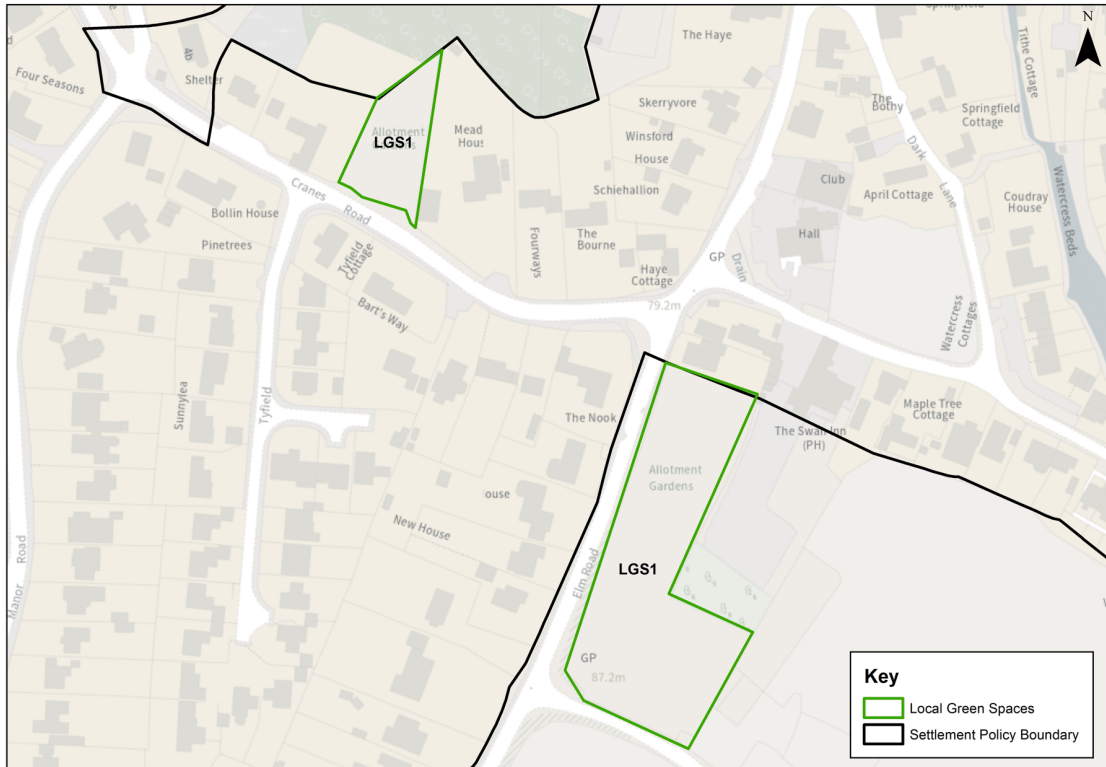 N
Springfield
The Haye
4b
Shelter
Four Seasons
Tithe Cottage
Skerryvore
The
Bothy
Springfield
Cottage
Allotment
LGS1
Winsford
House
Dark Lane
Schiehallion
Club
April Cottage
Cranes Road
Bollin House
Coudray
House
Watercress Beds
Pinetrees
Tyfield
Cottage
Fourways
The
Bourne
Hall
Haye
Cottage
GP
Drain
79.2m
Bart's Way
Watercress
Cottages
Sunnylea
Tyfield
The Nook
Maple Tree
Cottage
The Swan Inn
(PH)
Allotment
Gardens
ouse
New House
LGS1
Elm Road
Manor Road
GP
87.2m
Key
Local Green Spaces
Settlement Policy Boundary